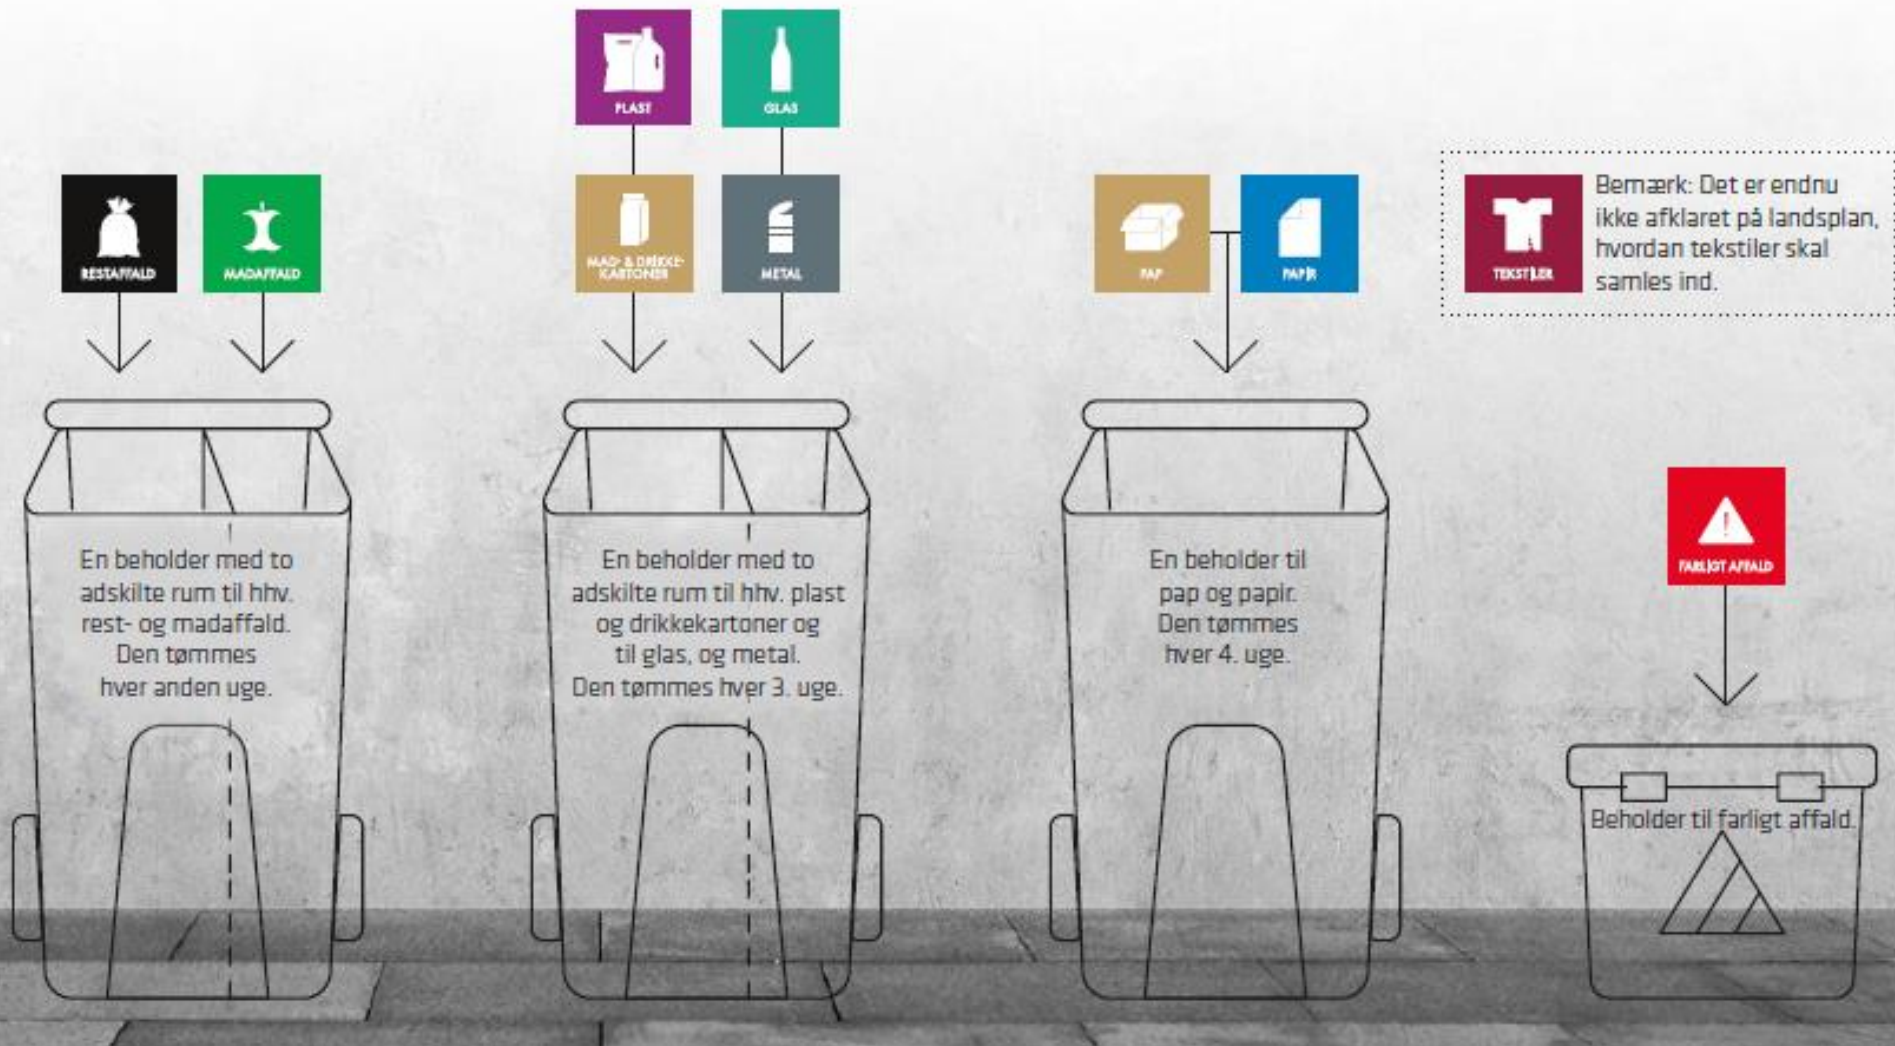 PLAST
GLAS
RESTAFFALD
MADAFFALD
MAD- & DRIKKE-
KARTONER
METAL
PAP
PAPIR
TEKSTILER
Bemærk: Det er endnu
ikke afklaret på landsplan,
hvordan tekstiler skal
samles ind.
FARLIGT AFFALD
En beholder med to
adskilte rum til hhv.
rest- og madaffald.
Den tømmes
hver anden uge.
En beholder med to
adskilte rum til hhv. plast
og drikkekartoner og
til glas, og metal.
Den tømmes hver 3. uge.
En beholder til
pap og papir.
Den tømmes
hver 4. uge.
Beholder til farligt affald.